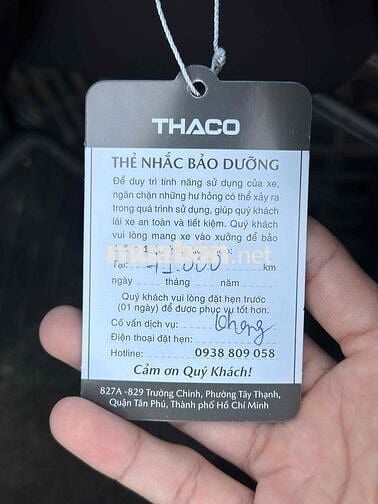 THACO
THẺ NHẮC BẢO DƯỠNG
Để duy trì tính năng sử dụng của xe,
ngăn chặn những hư hỏng có thể xảy ra
trong quá trình sử dụng, giúp quý khách
lái xe an toàn và tiết kiệm. Quý khách
vui lòng mang xe vào xưởng để bảo
muaban.net
Tại: 41.000 km
ngày tháng năm
Quý khách vui lòng đặt hẹn trước
(01 ngày) để được phục vụ tốt hơn.
Cố vấn dịch vụ:
Điện thoại đặt hẹn:
Hotline: 0938 809 058
Cảm ơn Quý Khách!
827A -829 Trường Chinh, Phường Tây Thạnh,
Quận Tân Phú, Thành phố Hồ Chí Minh